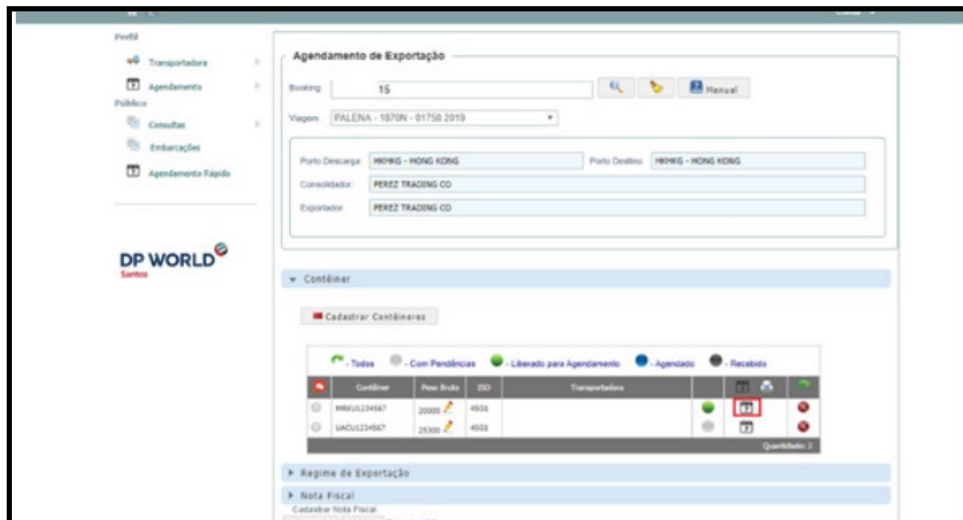 Perfil
Transportadora
Agendamento
Público
Consultas
Embarcações
Agendamento Rápido
DP WORLD
Santos
Agendamento de Exportação
Booking: 15 Manual
Viagem: PALENA - 1870N - 01758 2019
Porto Descarga: HKHKG - HONG KONG Porto Destino: HKHKG - HONG KONG
Consolidador: PEREZ TRADING CO
Exportador: PEREZ TRADING CO
Contêiner
Cadastrar Contêineres
- Todos - Com Pendências - Liberado para Agendamento - Agendado - Recebido
Contêiner Peso Bruto ISO Transportadora
MRKU1234567 20000 45G1
UACU1234567 25300 45G1
Quantidade: 2
Regime de Exportação
Nota Fiscal
Cadastrar Nota Fiscal